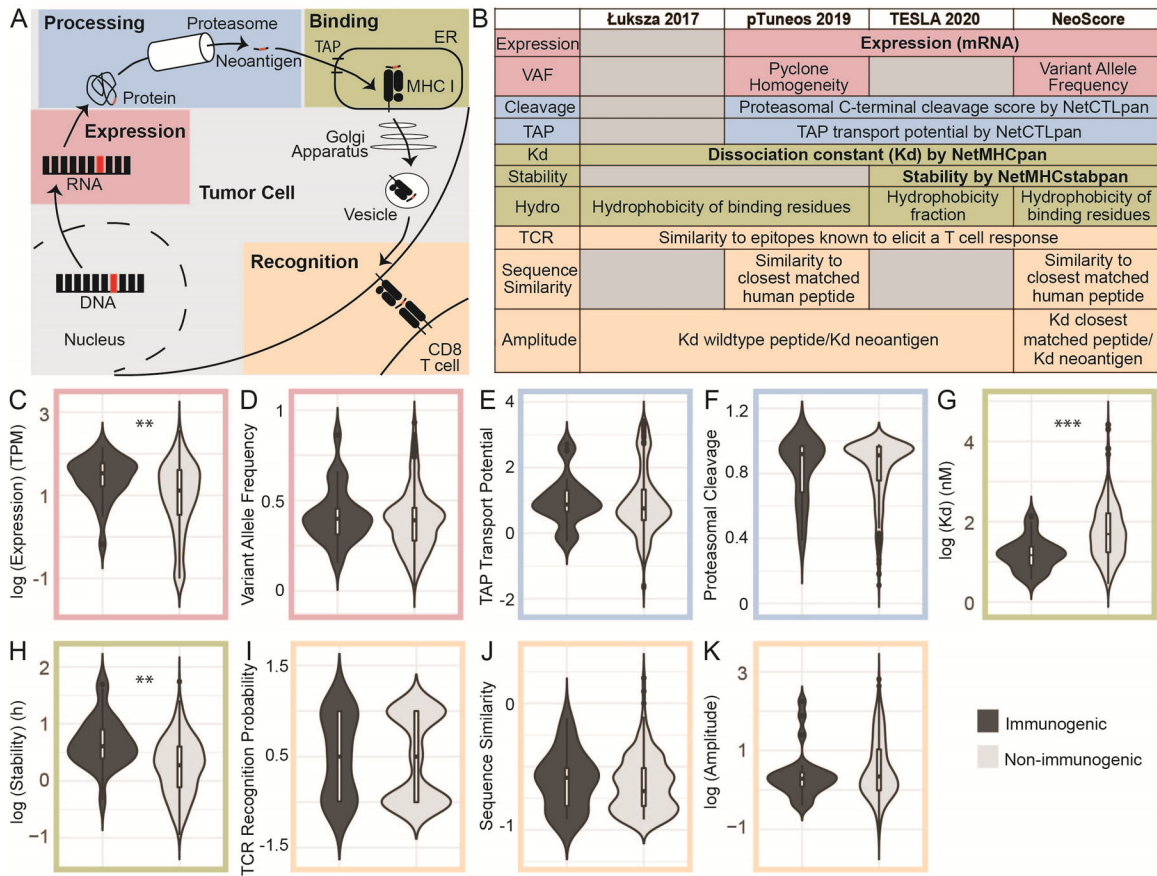 A
Processing
Proteasome
Neoantigen
Protein
Binding
TAP
ER
MHC I
Expression
RNA
Golgi
Apparatus
Tumor Cell
Vesicle
Recognition
DNA
Nucleus
CD8
T cell
B
Łuksza 2017 pTuneos 2019 TESLA 2020 NeoScore
Expression Expression (mRNA)
VAF Pyclone Homogeneity Variant Allele Frequency
Cleavage Proteasomal C-terminal cleavage score by NetCTLpan
TAP TAP transport potential by NetCTLpan
Kd Dissociation constant (Kd) by NetMHCpan
Stability Stability by NetMHCstabpan
Hydro Hydrophobicity of binding residues Hydrophobicity fraction Hydrophobicity of binding residues
TCR Similarity to epitopes known to elicit a T cell response
Sequence Similarity Similarity to closest matched human peptide Similarity to closest matched human peptide
Amplitude Kd wildtype peptide/Kd neoantigen Kd closest matched peptide/ Kd neoantigen
C
log (Expression) (TPM)
3
1
-1
**
D
Variant Allele Frequency
1
0.5
0
E
TAP Transport Potential
4
2
0
-2
F
Proteasomal Cleavage
1.2
0.8
0.4
0
G
log (Kd) (nM)
4
2
0
***
H
log (Stability) (h)
2
1
0
-1
**
I
TCR Recognition Probability
1.5
0.5
-1.5
J
Sequence Similarity
0
-1
K
log (Amplitude)
3
1
-1
Immunogenic
Non-immunogenic